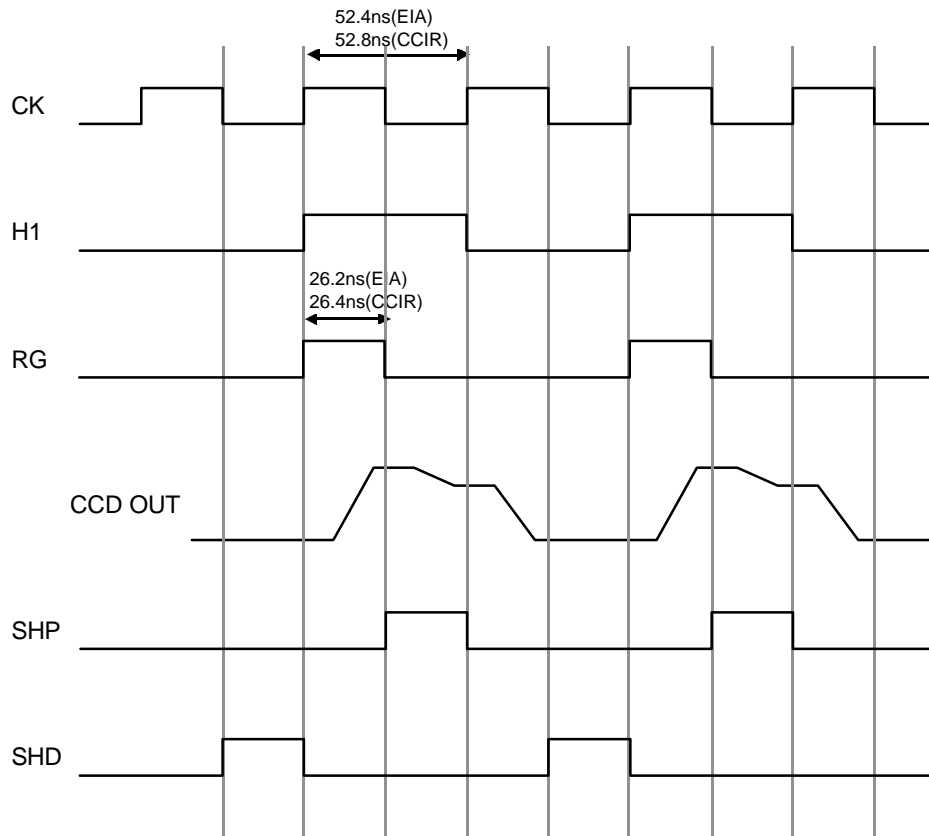 52.4ns(EIA)
52.8ns(CCIR)
CK
H1
26.2ns(EIA)
26.4ns(CCIR)
RG
CCD OUT
SHP
SHD